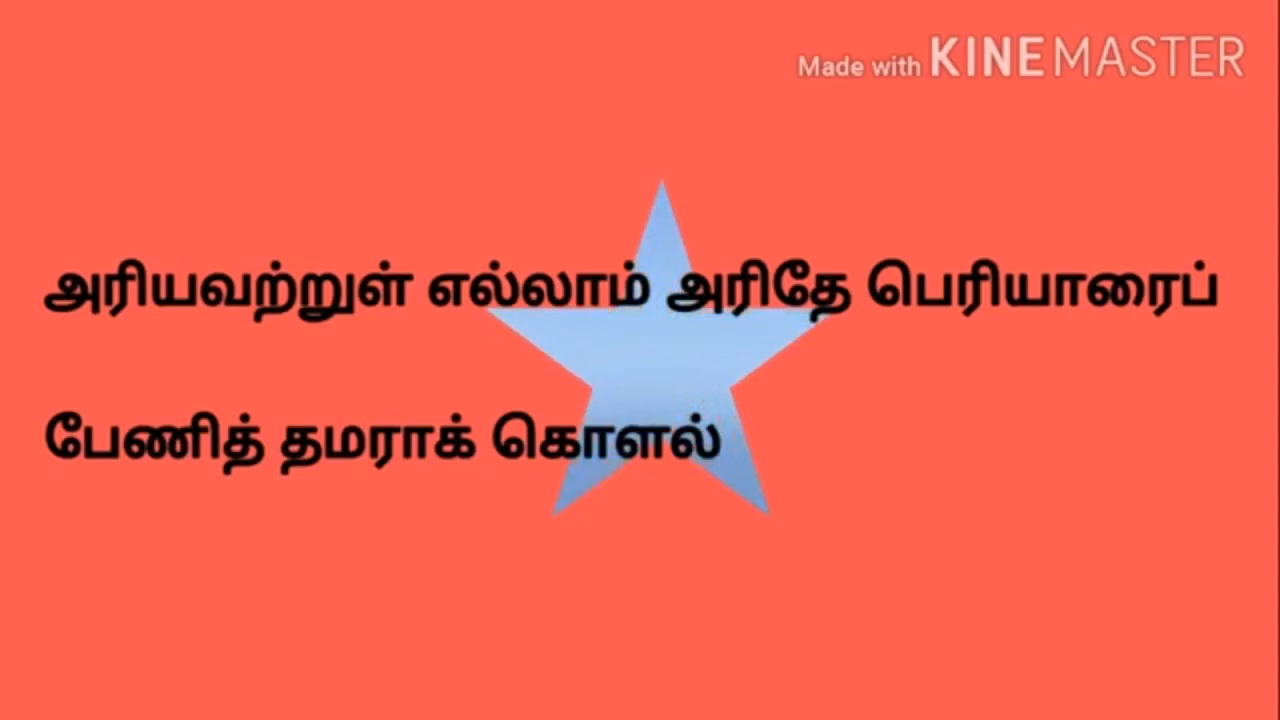 Made with KINEMASTER
அரியவற்றுள் எல்லாம் அரிதே பெரியாரைப்
பேணித் தமராக் கொளல்